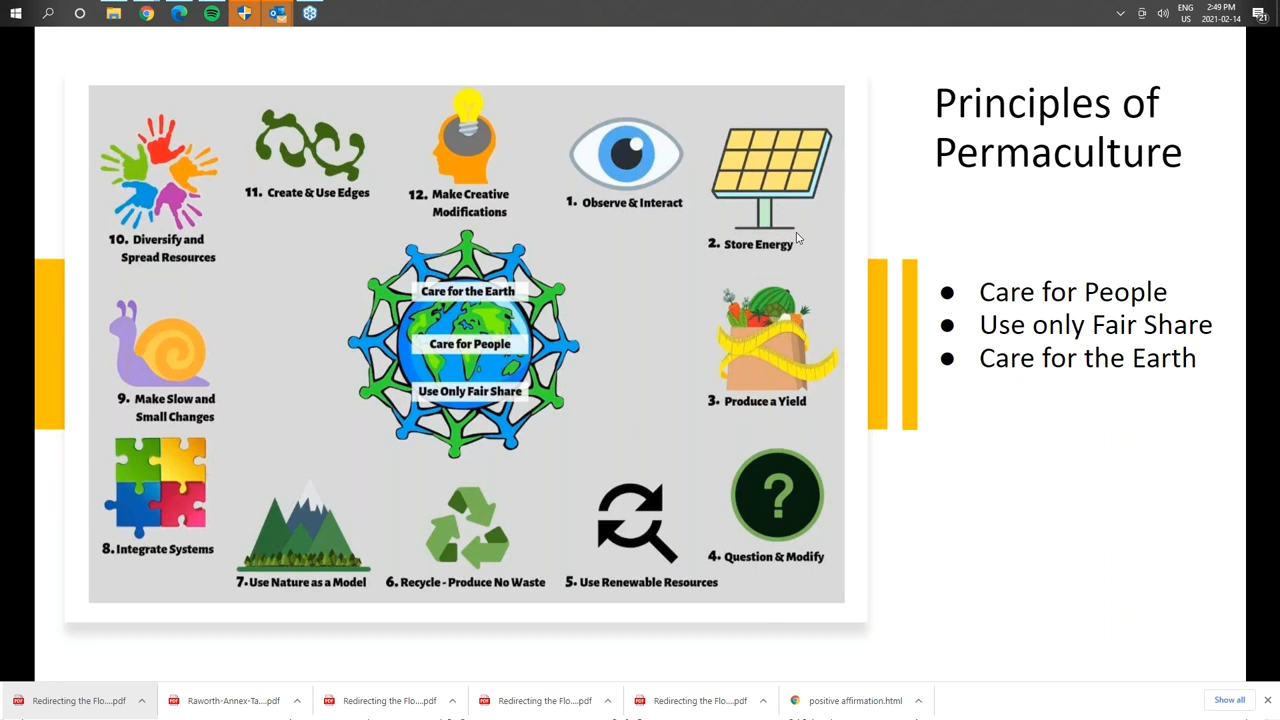 ENG
US
2:49 PM
2021-02-14
21
Principles of
Permaculture
● Care for People
● Use only Fair Share
● Care for the Earth
1. Observe & Interact
2. Store Energy
3. Produce a Yield
?
4. Question & Modify
5. Use Renewable Resources
6. Recycle - Produce No Waste
7. Use Nature as a Model
8. Integrate Systems
9. Make Slow and
Small Changes
10. Diversify and
Spread Resources
11. Create & Use Edges
12. Make Creative
Modifications
Care for the Earth
Care for People
Use Only Fair Share
Redirecting the Flo....pdf
Raworth-Annex-Ta....pdf
Redirecting the Flo....pdf
Redirecting the Flo....pdf
Redirecting the Flo....pdf
positive affirmation.html
Show all